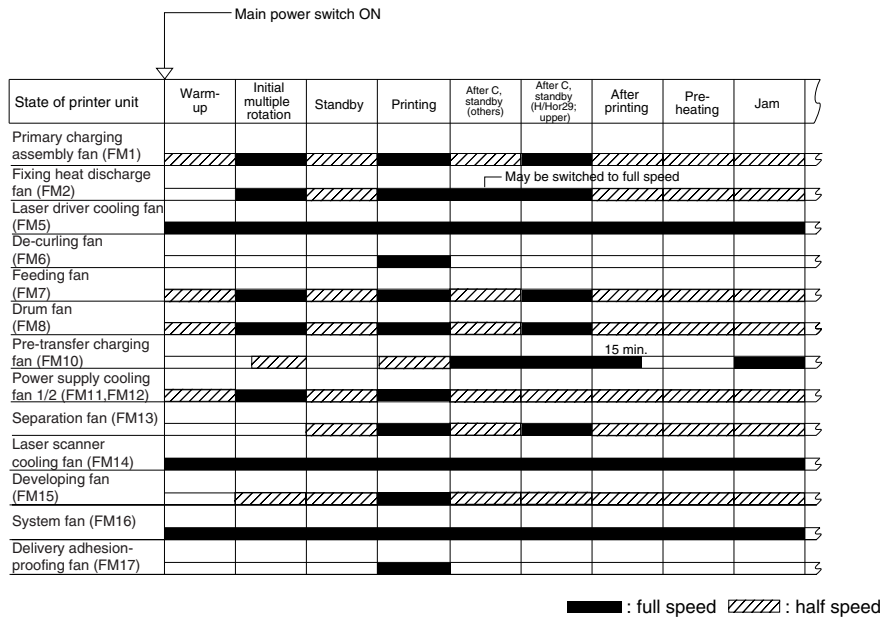 Main power switch ON
State of printer unit
Warm-
up
Initial
multiple
rotation
Standby
Printing
After C,
standby
(others)
After C,
standby
(H/Hor29;
upper)
After
printing
Pre-
heating
Jam
Primary charging
assembly fan (FM1)
Fixing heat discharge
fan (FM2)
May be switched to full speed
Laser driver cooling fan
(FM5)
De-curling fan
(FM6)
Feeding fan
(FM7)
Drum fan
(FM8)
Pre-transfer charging
fan (FM10)
15 min.
Power supply cooling
fan 1/2 (FM11,FM12)
Separation fan (FM13)
Laser scanner
cooling fan (FM14)
Developing fan
(FM15)
System fan (FM16)
Delivery adhesion-
proofing fan (FM17)
: full speed : half speed